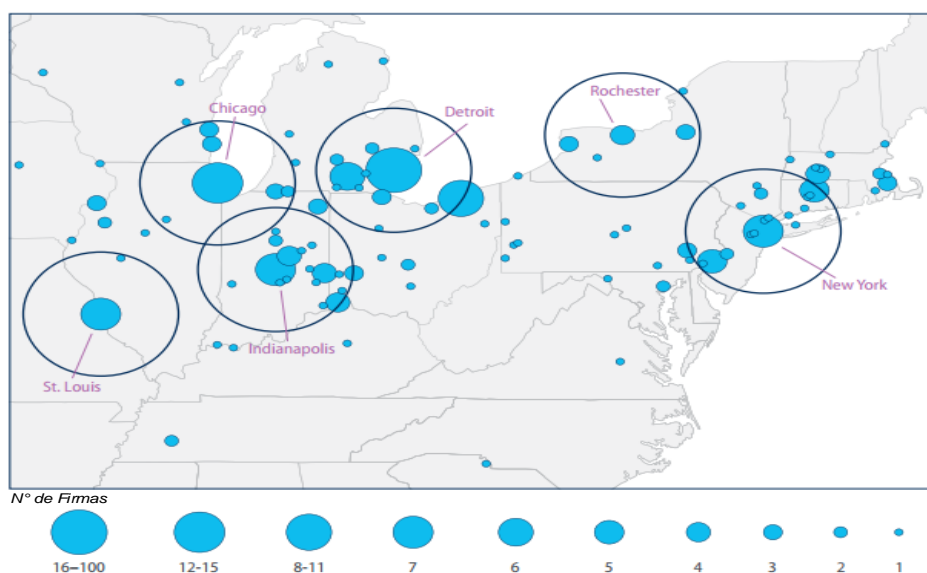 Chicago
Detroit
Rochester
New York
Indianapolis
St. Louis
N° de Firmas
16–100 12-15 8-11 7 6 5 4 3 2 1